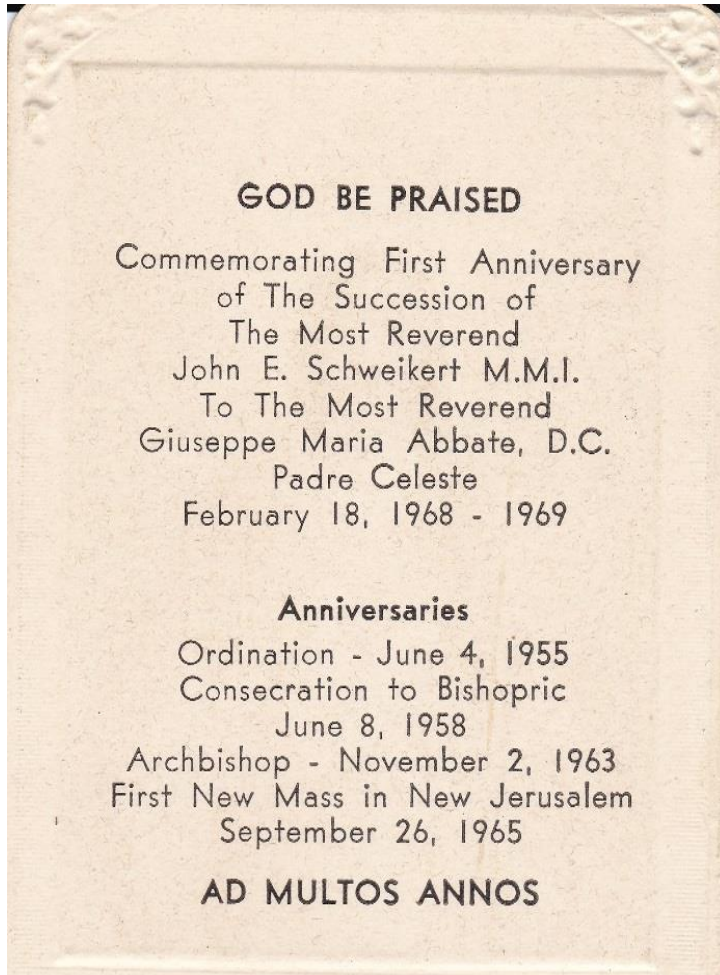 GOD BE PRAISED
Commemorating First Anniversary
of The Succession of
The Most Reverend
John E. Schweikert M.M.I.
To The Most Reverend
Giuseppe Maria Abbate, D.C.
Padre Celeste
February 18, 1968 - 1969
Anniversaries
Ordination - June 4, 1955
Consecration to Bishopric
June 8, 1958
Archbishop - November 2, 1963
First New Mass in New Jerusalem
September 26, 1965
AD MULTOS ANNOS